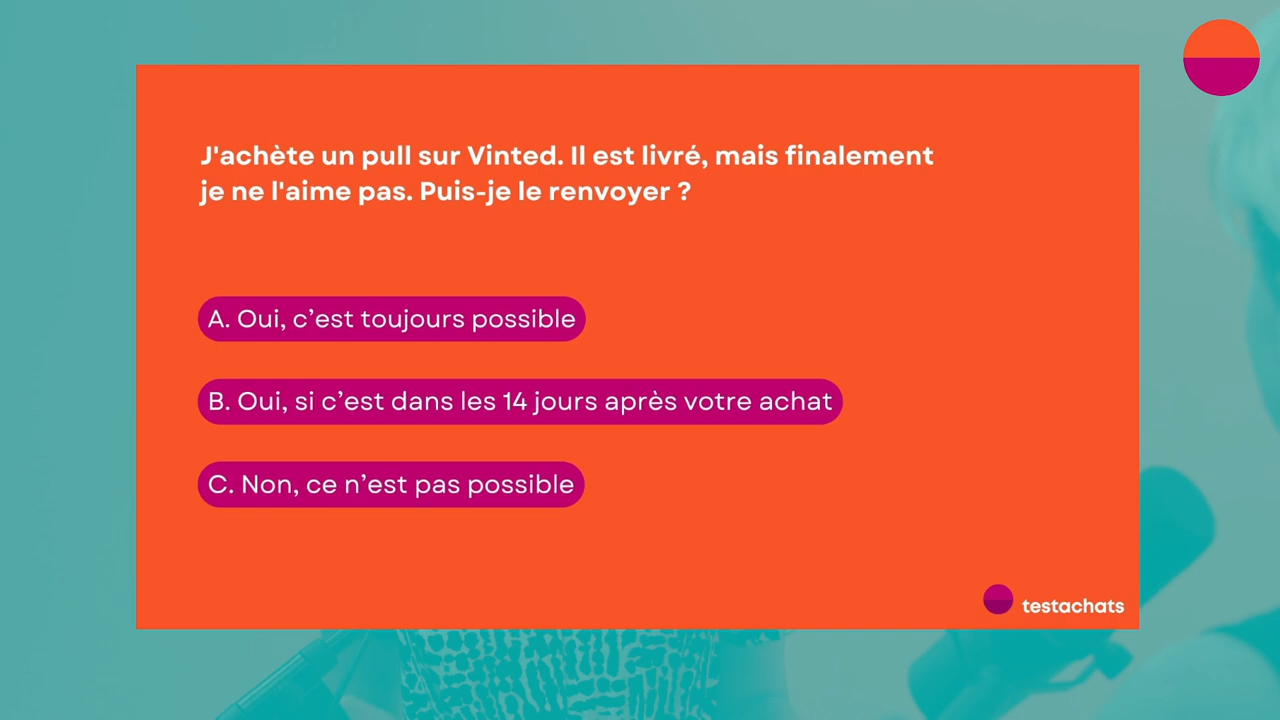 J'achète un pull sur Vinted. Il est livré, mais finalement
je ne l'aime pas. Puis-je le renvoyer ?
A. Oui, c’est toujours possible
B. Oui, si c’est dans les 14 jours après votre achat
C. Non, ce n’est pas possible
testachats